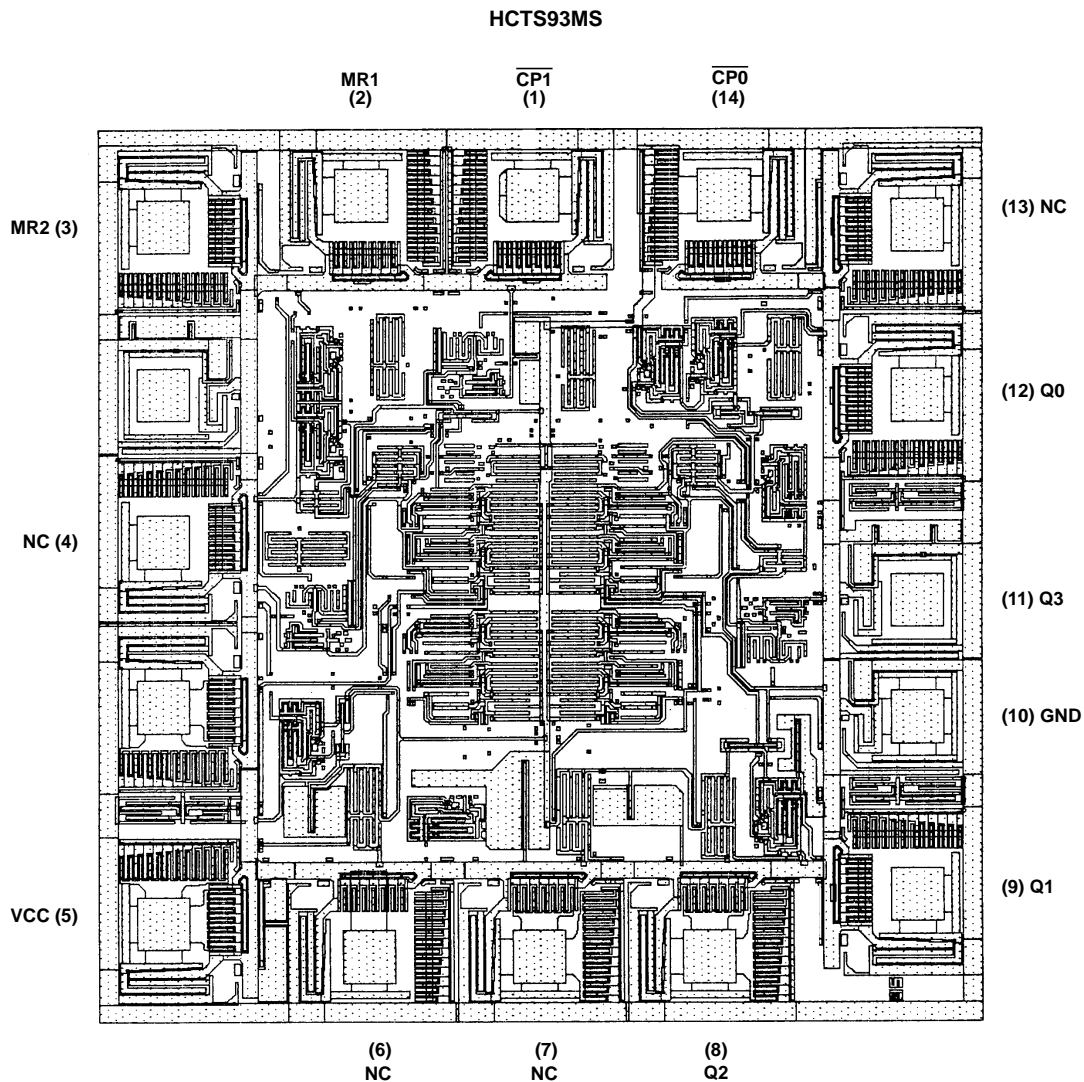 HCTS93MS
MR1
(2)
CP1
(1)
CP0
(14)
MR2 (3)
(13) NC
(12) Q0
NC (4)
(11) Q3
(10) GND
(9) Q1
VCC (5)
(6)
NC
(7)
NC
(8)
Q2